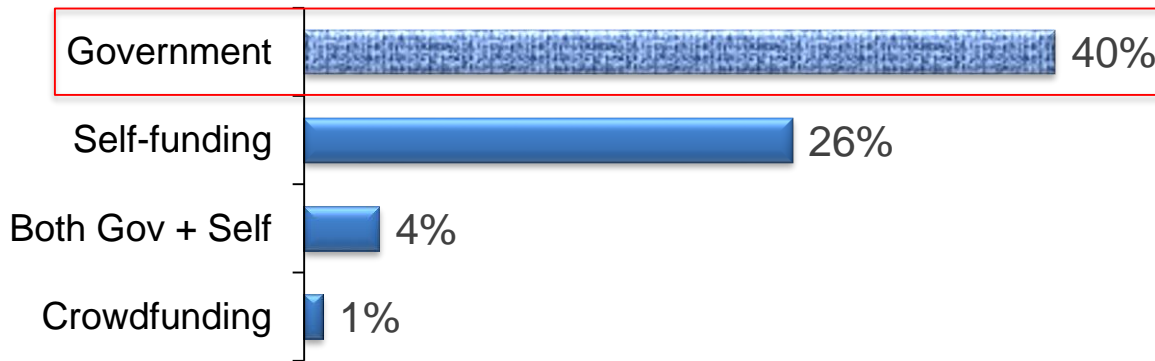 Government 40%
Self-funding 26%
Both Gov + Self 4%
Crowdfunding 1%